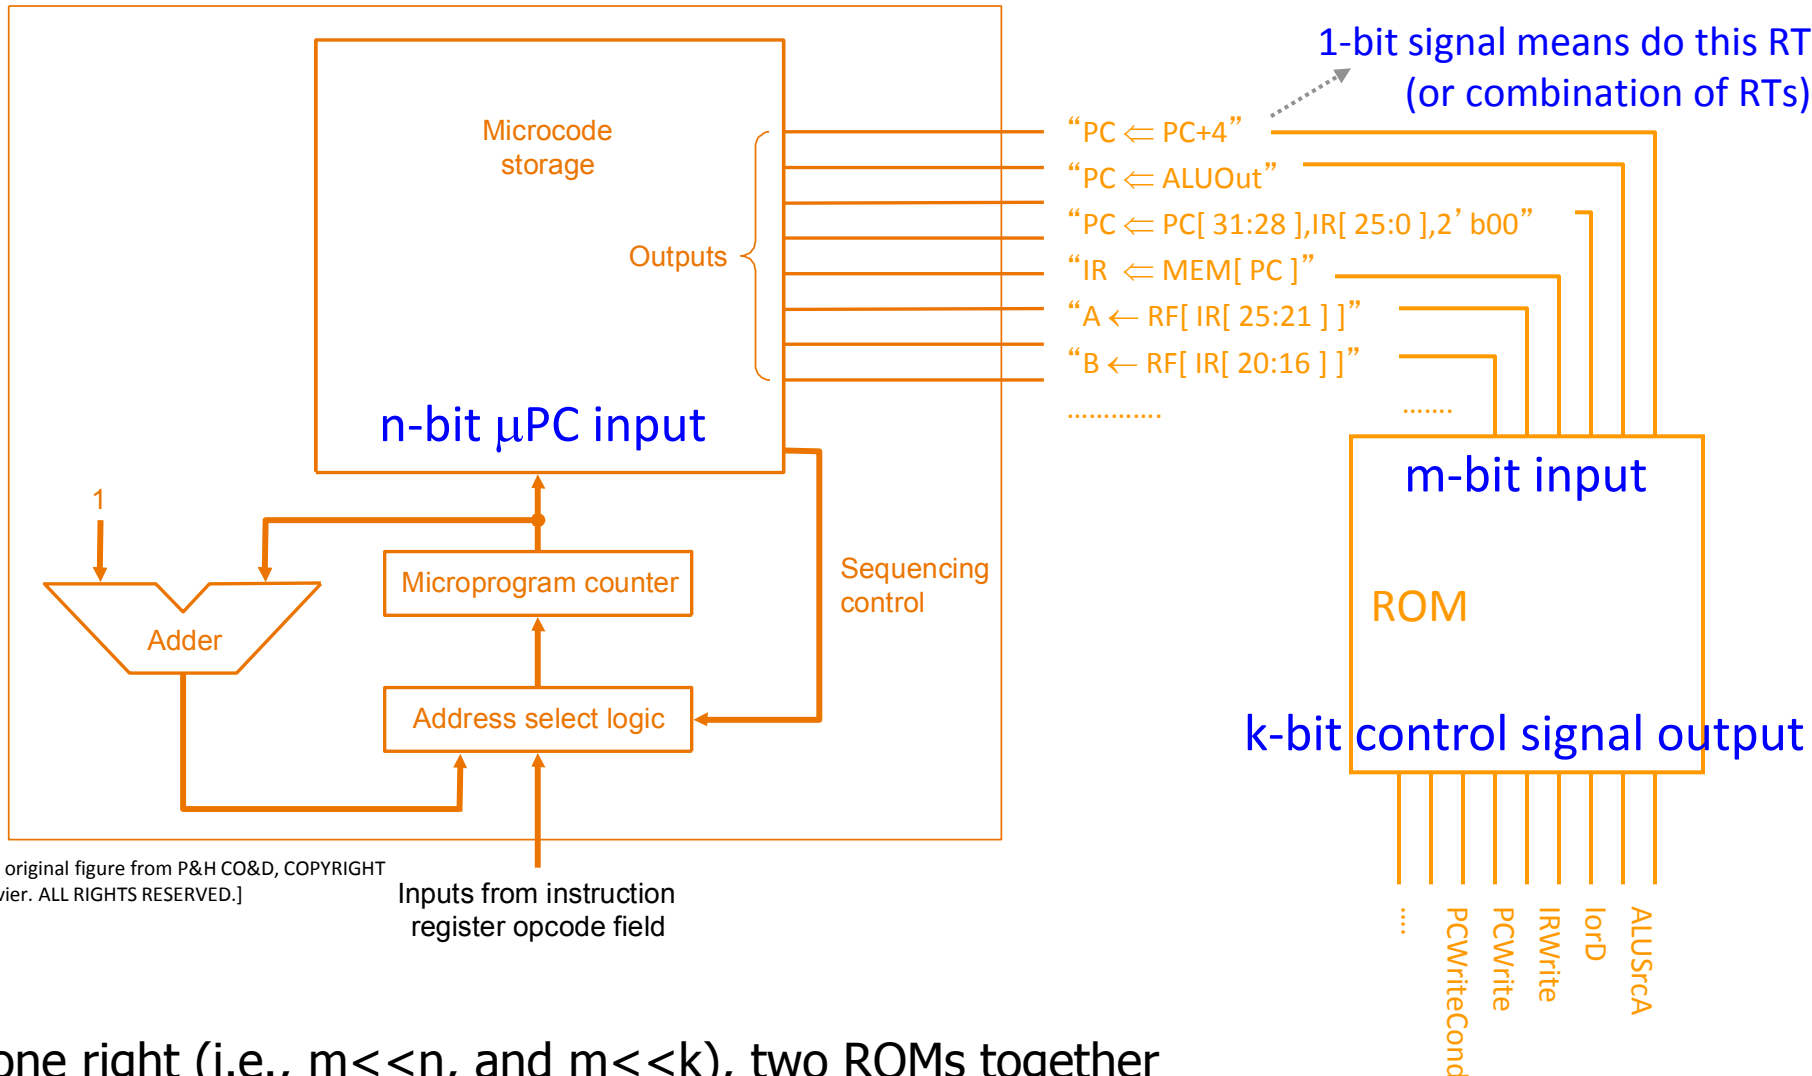 1-bit signal means do this RT
(or combination of RTs)
Microcode
storage
Outputs
n-bit μPC input
“PC ⇐ PC+4”
“PC ⇐ ALUOut”
“PC ⇐ PC[ 31:28 ],IR[ 25:0 ],2’ b00”
“IR ⇐ MEM[ PC ]”
“A ← RF[ IR[ 25:21 ] ]”
“B ← RF[ IR[ 20:16 ] ]”
............. .......
m-bit input
ROM
k-bit control signal output
1
Adder
Microprogram counter
Sequencing
control
Address select logic
Inputs from instruction
register opcode field
original figure from P&H CO&D, COPYRIGHT
vier. ALL RIGHTS RESERVED.]
....
PCWriteCond
PCWrite
IRWrite
IorD
ALUSrcA
one right (i.e., m<<n, and m<<k), two ROMs together